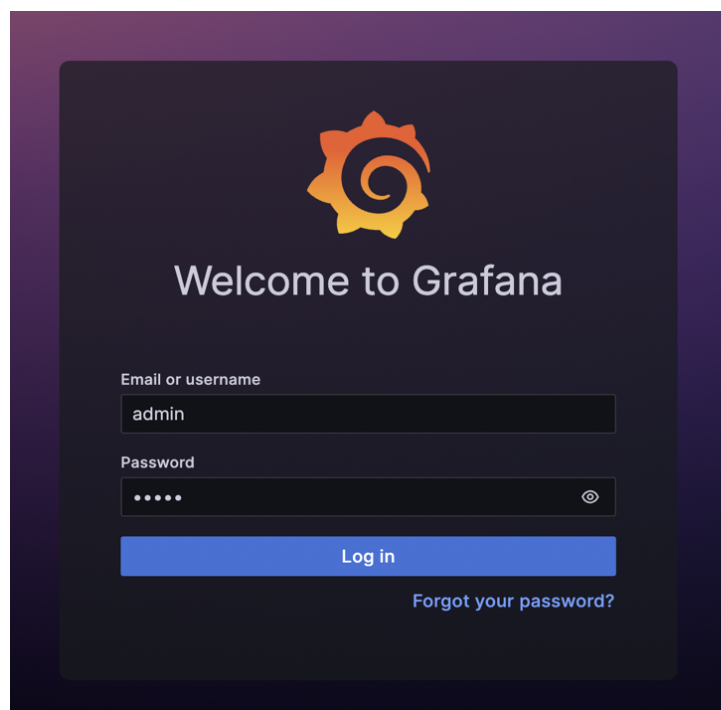 Welcome to Grafana
Email or username
admin
Password
•••••
Log in
Forgot your password?